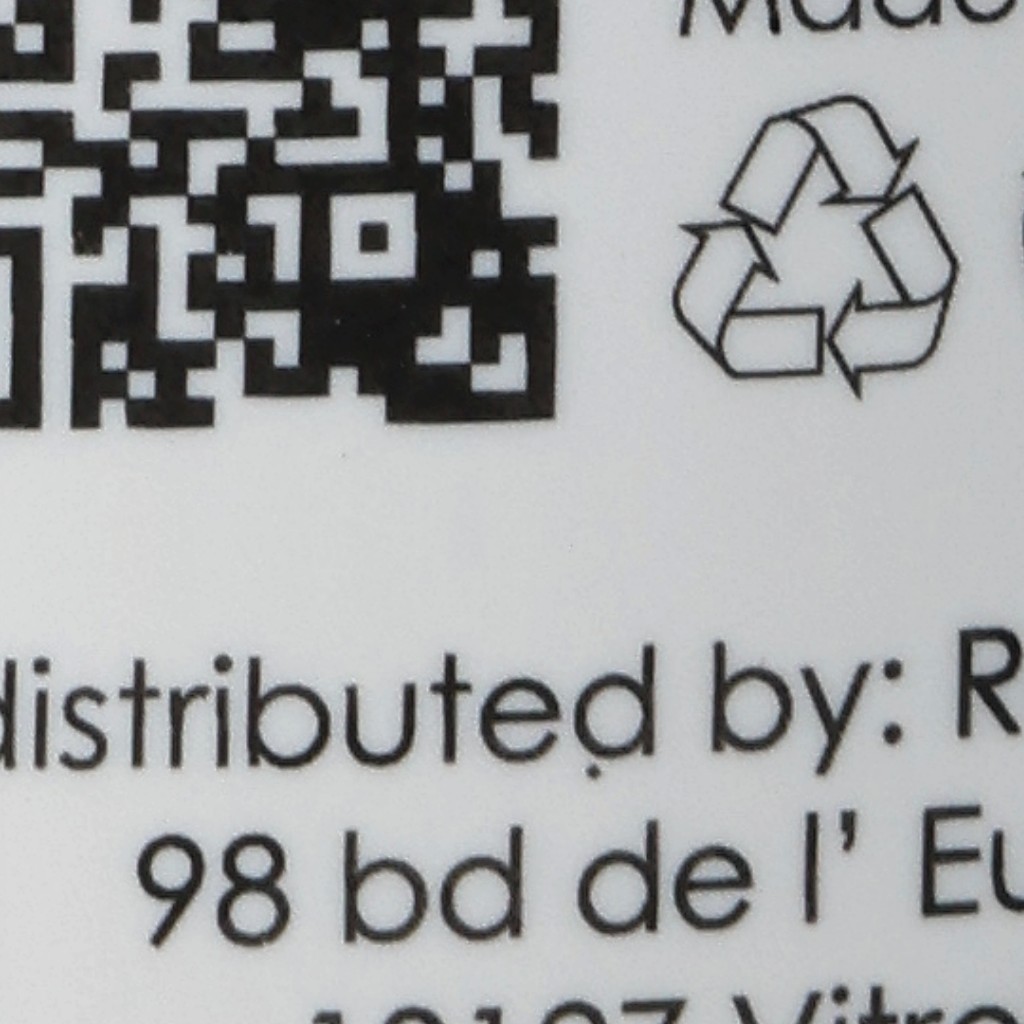 distributed by: R
98 bd de l’ Eu